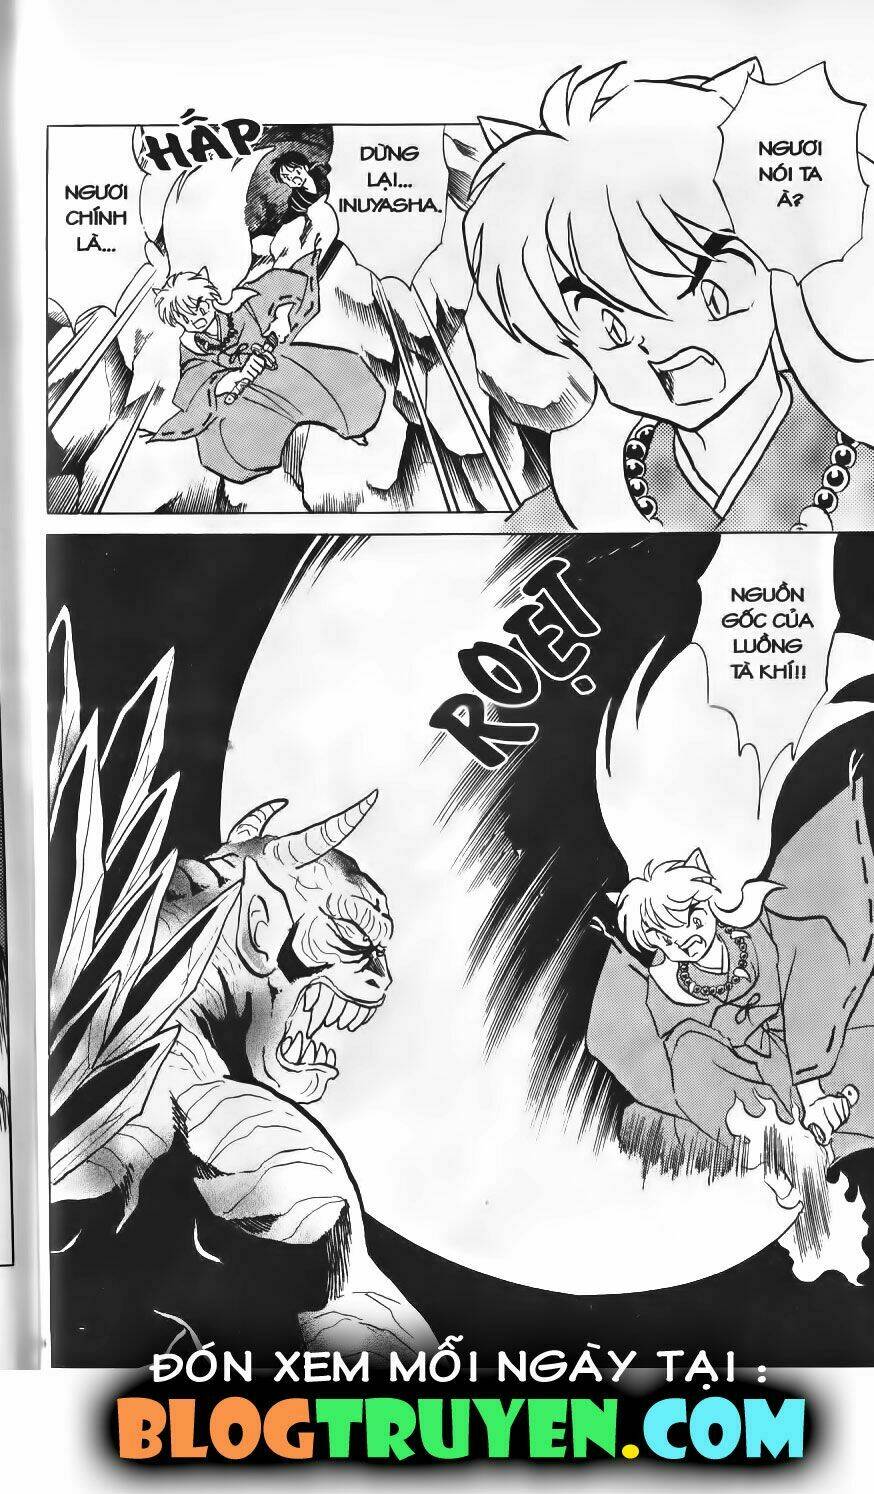 NGƯƠI
NÓI TA
À?
DỪNG
LẠI...
INUYASHA.
HẤP
NGƯƠI
CHÍNH
LÀ...
NGUỒN
GỐC CỦA
LUỒNG
TÀ KHÍ!!
ROẸT
ĐÓN XEM MỖI NGÀY TẠI :
BLOGTRUYEN.COM